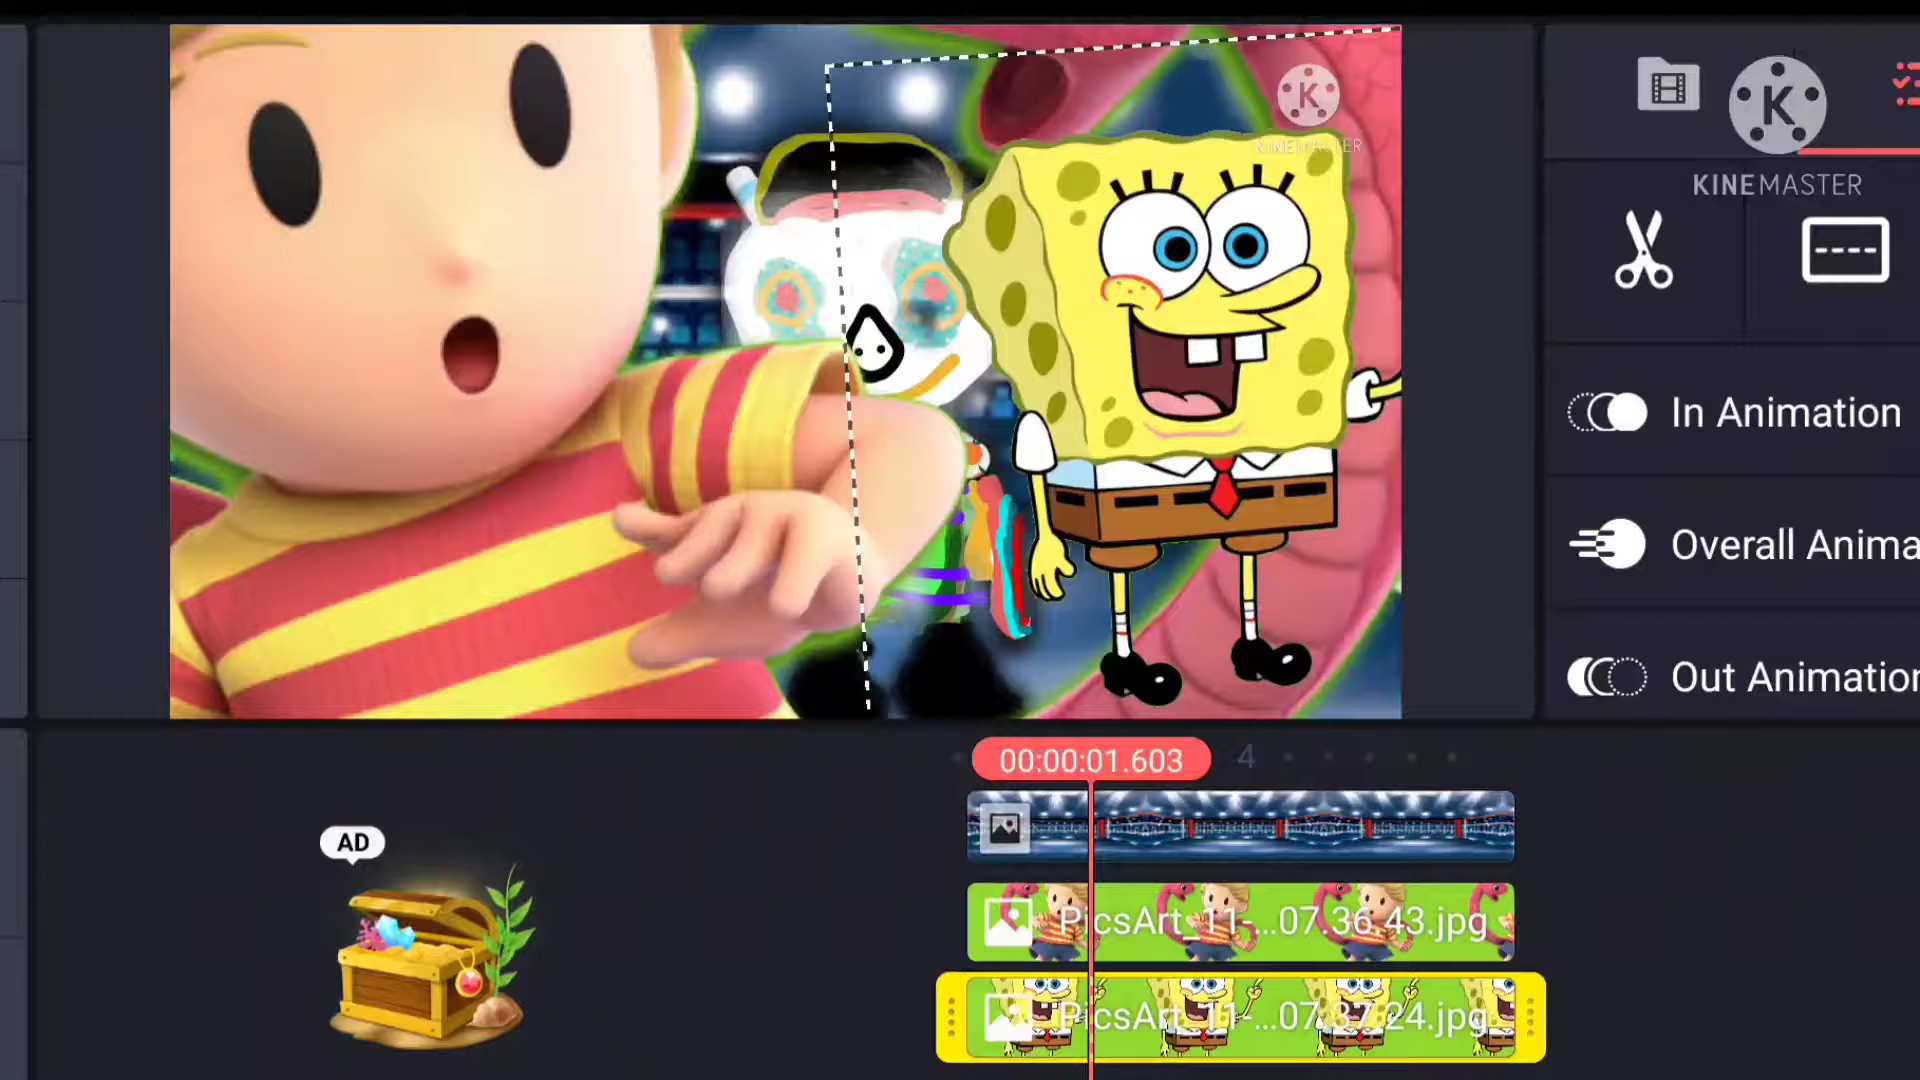 K
KINEMASTER
K
KINEMASTER
In Animation
Overall Anima
Out Animation
00:00:01.603
4
AD
PicsArt_11-...07.36.43.jpg
PicsArt_11-...07.37.24.jpg